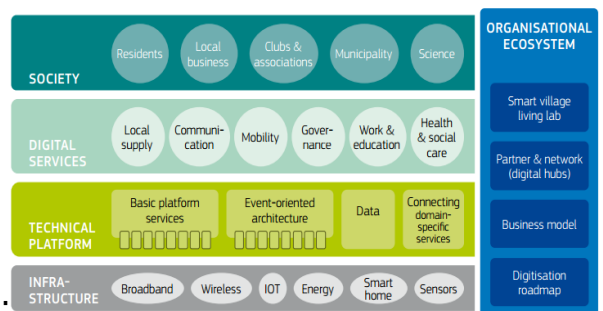 Residents
Local
business
Clubs &
associations
Municipality
Science
SOCIETY
Local
supply
Communi-
cation
Mobility
Gover-
nance
Work &
education
Health
& social
care
DIGITAL
SERVICES
Basic platform
services
Event-oriented
architecture
Data
Connecting
domain-
specific
services
TECHNICAL
PLATFORM
Broadband
Wireless
IOT
Energy
Smart
home
Sensors
INFRA-
STRUCTURE
ORGANISATIONAL
ECOSYSTEM
Smart village
living lab
Partner & network
(digital hubs)
Business model
Digitisation
roadmap